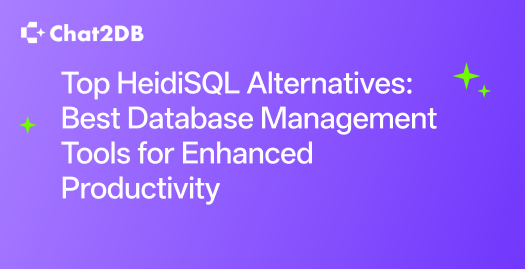 Chat2DB
Top HeidiSQL Alternatives:
Best Database Management
Tools for Enhanced
Productivity